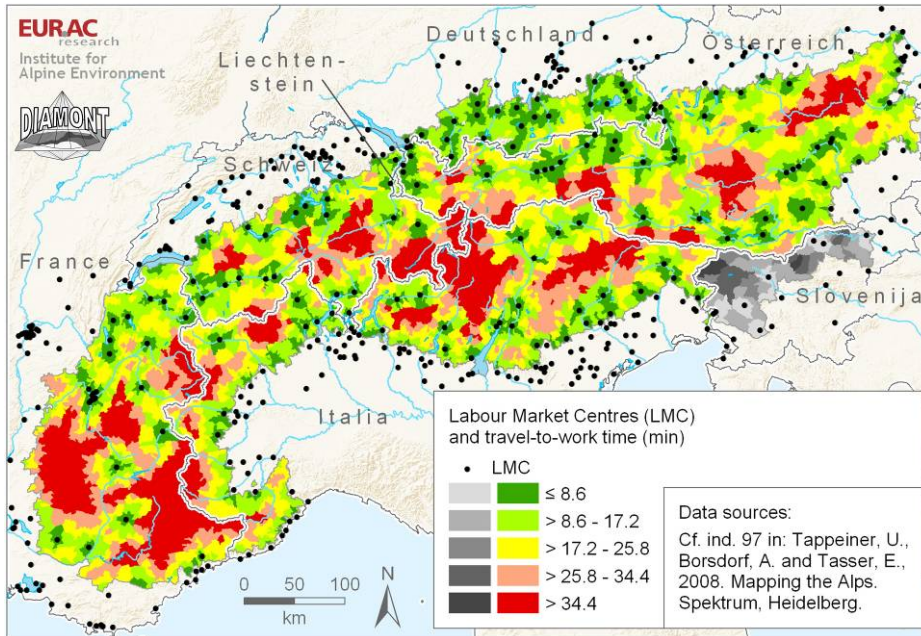 EURAC
research
Institute for
Alpine Environment
DIAMONT
Deutschland
Österreich
Liechten-
stein
Schweiz
France
Slovenija
Italia
Labour Market Centres (LMC)
and travel-to-work time (min)
LMC
≤ 8.6
> 8.6 - 17.2
> 17.2 - 25.8
> 25.8 - 34.4
> 34.4
Data sources:
Cf. ind. 97 in: Tappeiner, U.,
Borsdorf, A. and Tasser, E.,
2008. Mapping the Alps.
Spektrum, Heidelberg.
0 50 100
km
N